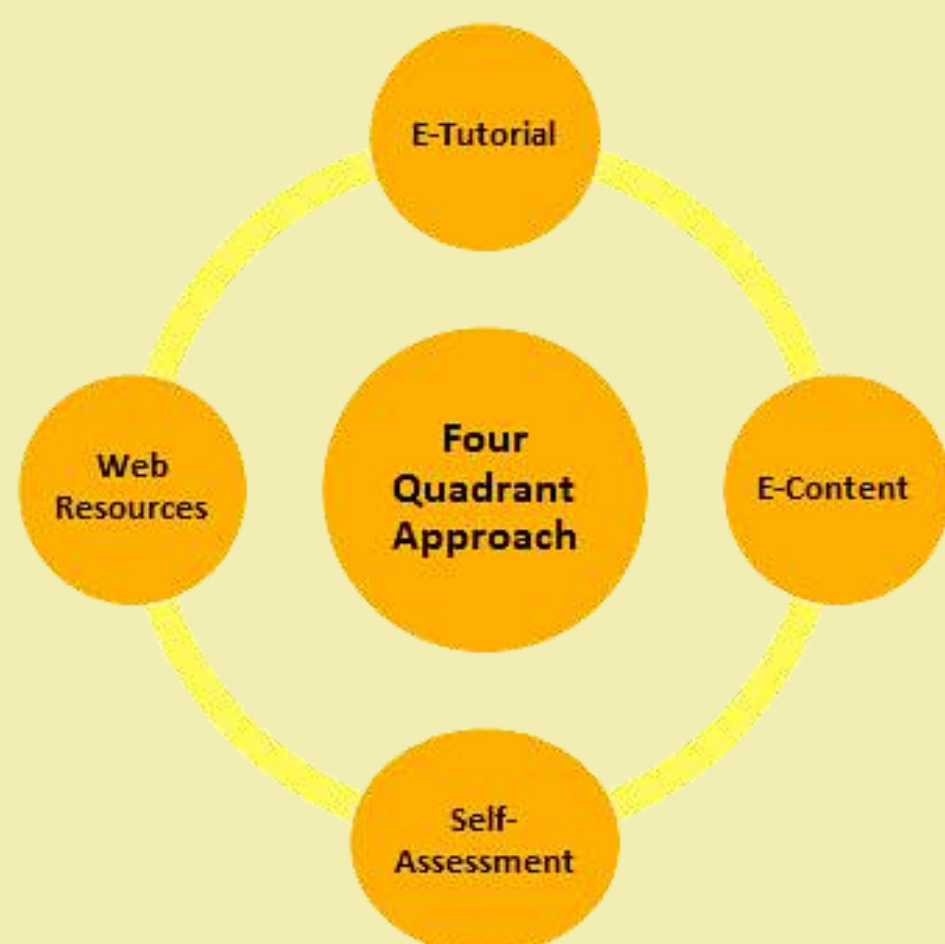 E-Tutorial
Web
Resources
Four
Quadrant
Approach
E-Content
Self-
Assessment